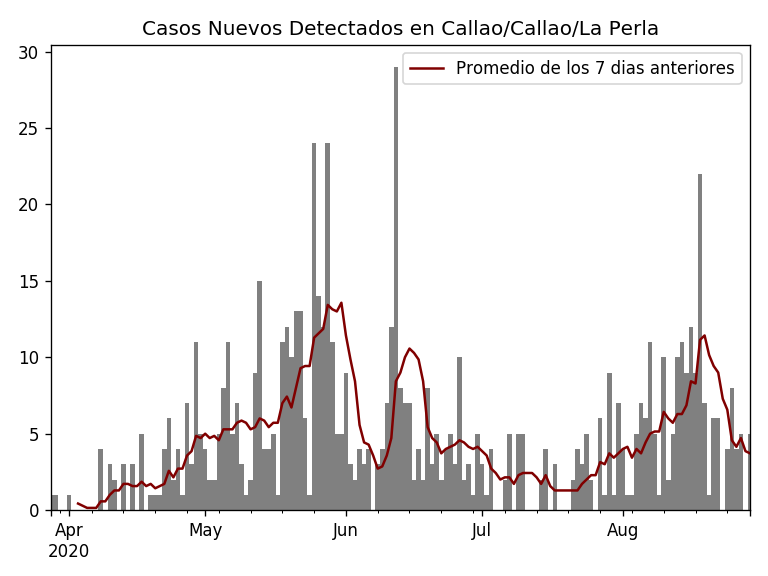 Casos Nuevos Detectados en Callao/Callao/La Perla
Promedio de los 7 dias anteriores
30
25
20
15
10
5
0
Apr May Jun Jul Aug
2020